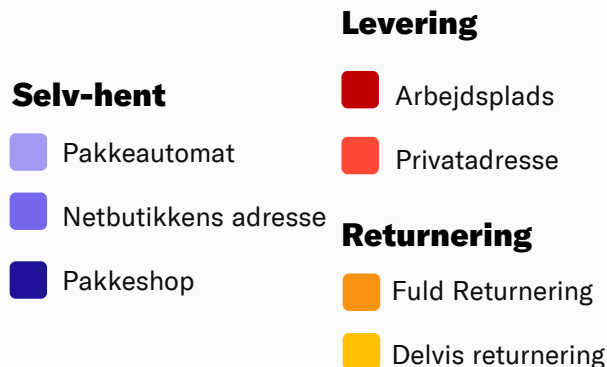 Selv-hent
Pakkeautomat
Netbutikkens adresse
Pakkeshop
Levering
Arbejdsplads
Privatadresse
Returnering
Fuld Returnering
Delvis returnering